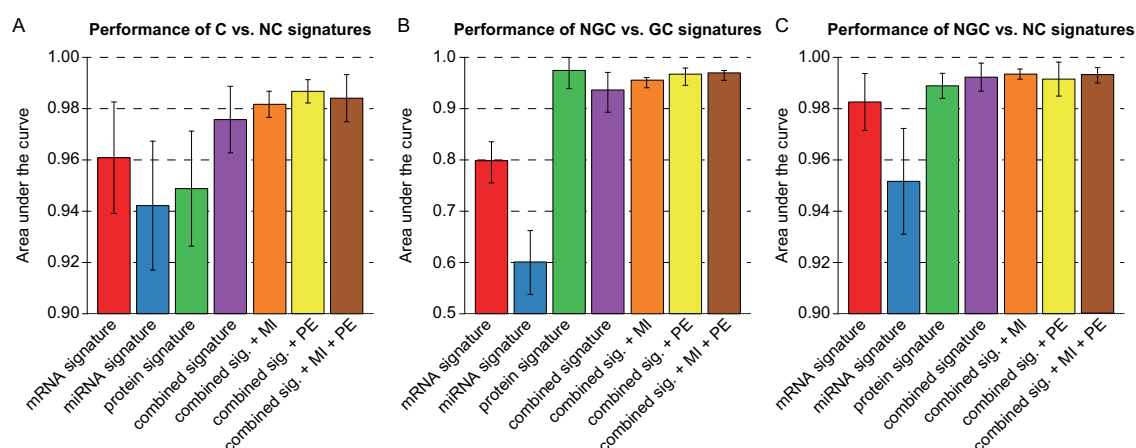 A
Performance of C vs. NC signatures
Area under the curve
1.00
0.98
0.96
0.94
0.92
0.90
mRNA signature
miRNA signature
protein signature
combined signature
combined sig. + MI
combined sig. + PE
combined sig. + MI + PE
B
Performance of NGC vs. GC signatures
Area under the curve
1.0
0.9
0.8
0.7
0.6
0.5
mRNA signature
miRNA signature
protein signature
combined signature
combined sig. + MI
combined sig. + PE
combined sig. + MI + PE
C
Performance of NGC vs. NC signatures
Area under the curve
1.00
0.98
0.96
0.94
0.92
0.90
mRNA signature
miRNA signature
protein signature
combined signature
combined sig. + MI
combined sig. + PE
combined sig. + MI + PE